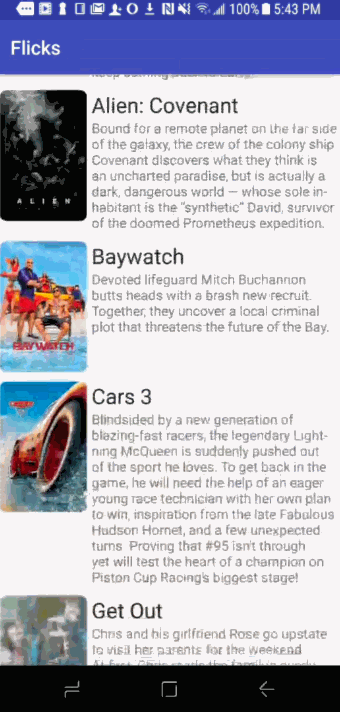 100% 5:43 PM
Flicks
Alien: Covenant
Bound for a remote planet on the far side
of the galaxy, the crew of the colony ship
Covenant discovers what they think is
an uncharted paradise, but is actually a
dark, dangerous world — whose sole in-
habitant is the “synthetic” David, survivor
of the doomed Prometheus expedition.
ALIEN
Baywatch
Devoted lifeguard Mitch Buchannon
butts heads with a brash new recruit.
Together, they uncover a local criminal
plot that threatens the future of the Bay.
BAYWATCH
Cars 3
Blindsided by a new generation of
blazing-fast racers, the legendary Light-
ning McQueen is suddenly pushed out
of the sport he loves. To get back in the
game, he will need the help of an eager
young race technician with her own plan
to win, inspiration from the late Fabulous
Hudson Hornet, and a few unexpected
turns. Proving that #95 isn't through
yet will test the heart of a champion on
Piston Cup Racing's biggest stage!
Get Out
Chris and his girlfriend Rose go upstate
to visit her parents for the weekend.